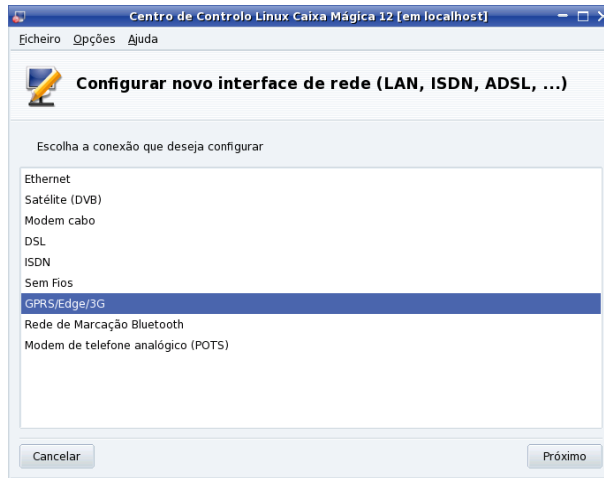 Centro de Controlo Linux Caixa Mágica 12 [em localhost]
Ficheiro Opções Ajuda
Configurar novo interface de rede (LAN, ISDN, ADSL, ...)
Escolha a conexão que deseja configurar
Ethernet
Satélite (DVB)
Modem cabo
DSL
ISDN
Sem Fios
GPRS/Edge/3G
Rede de Marcação Bluetooth
Modem de telefone analógico (POTS)
Cancelar Próximo